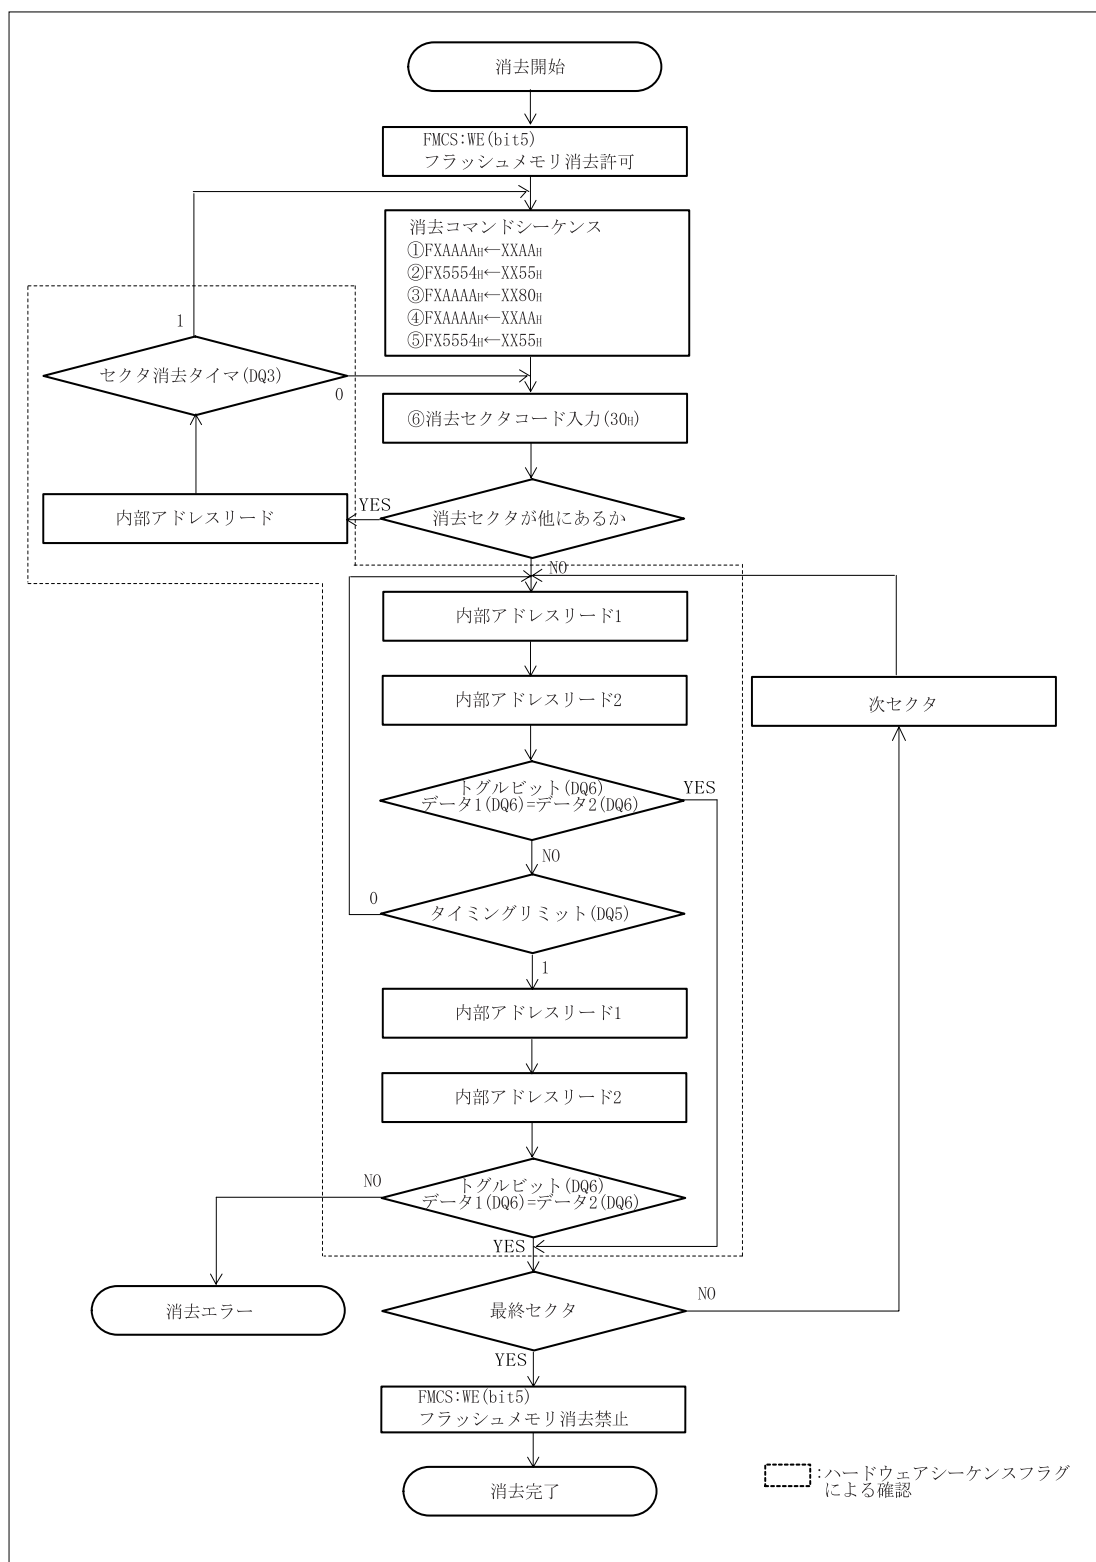 消去開始
FMCS:WE(bit5)
フラッシュメモリ消去許可
消去コマンドシーケンス
①FXAAAAH←XXAAH
②FX5554H←XX55H
③FXAAAAH←XX80H
④FXAAAAH←XXAAH
⑤FX5554H←XX55H
1
セクタ消去タイマ(DQ3)
0
⑥消去セクタコード入力(30H)
内部アドレスリード
YES
消去セクタが他にあるか
NO
内部アドレスリード1
内部アドレスリード2
次セクタ
トグルビット(DQ6)
データ1(DQ6)=データ2(DQ6)
YES
NO
0
タイミングリミット(DQ5)
1
内部アドレスリード1
内部アドレスリード2
NO
トグルビット(DQ6)
データ1(DQ6)=データ2(DQ6)
YES
消去エラー
最終セクタ
NO
YES
FMCS:WE(bit5)
フラッシュメモリ消去禁止
消去完了
:ハードウェアシーケンスフラグ
による確認